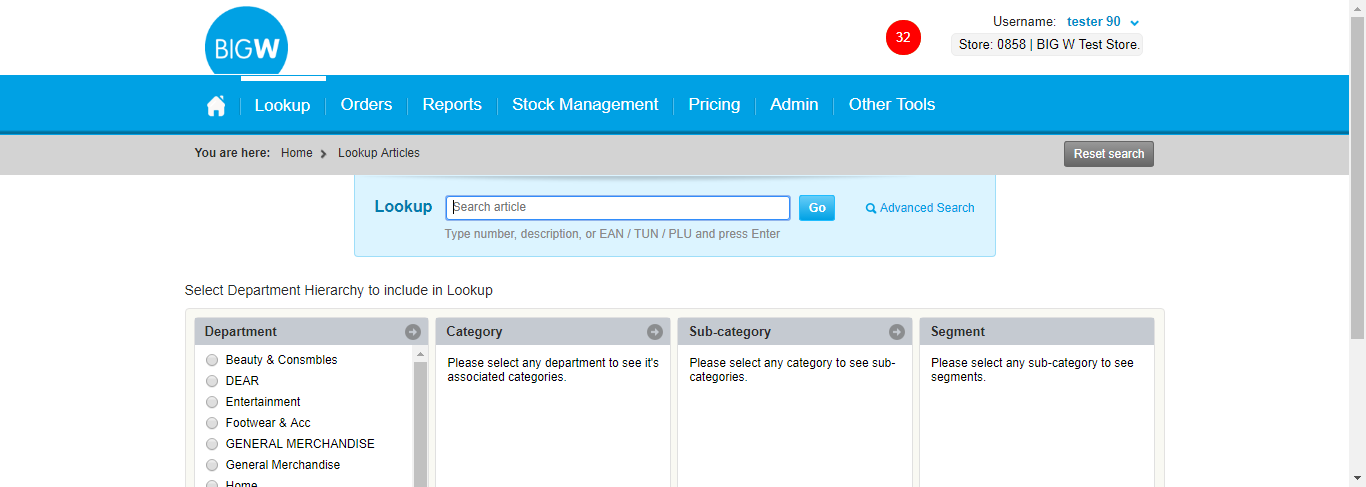 BIGW
32
Username: tester 90
Store: 0858 | BIG W Test Store.
Lookup Orders Reports Stock Management Pricing Admin Other Tools
You are here: Home Lookup Articles
Reset search
Lookup Search article Go Advanced Search
Type number, description, or EAN / TUN / PLU and press Enter
Select Department Hierarchy to include in Lookup
Department
Beauty & Consmbles
DEAR
Entertainment
Footwear & Acc
GENERAL MERCHANDISE
General Merchandise
Home
Category
Please select any department to see it's
associated categories.
Sub-category
Please select any category to see sub-
categories.
Segment
Please select any sub-category to see
segments.